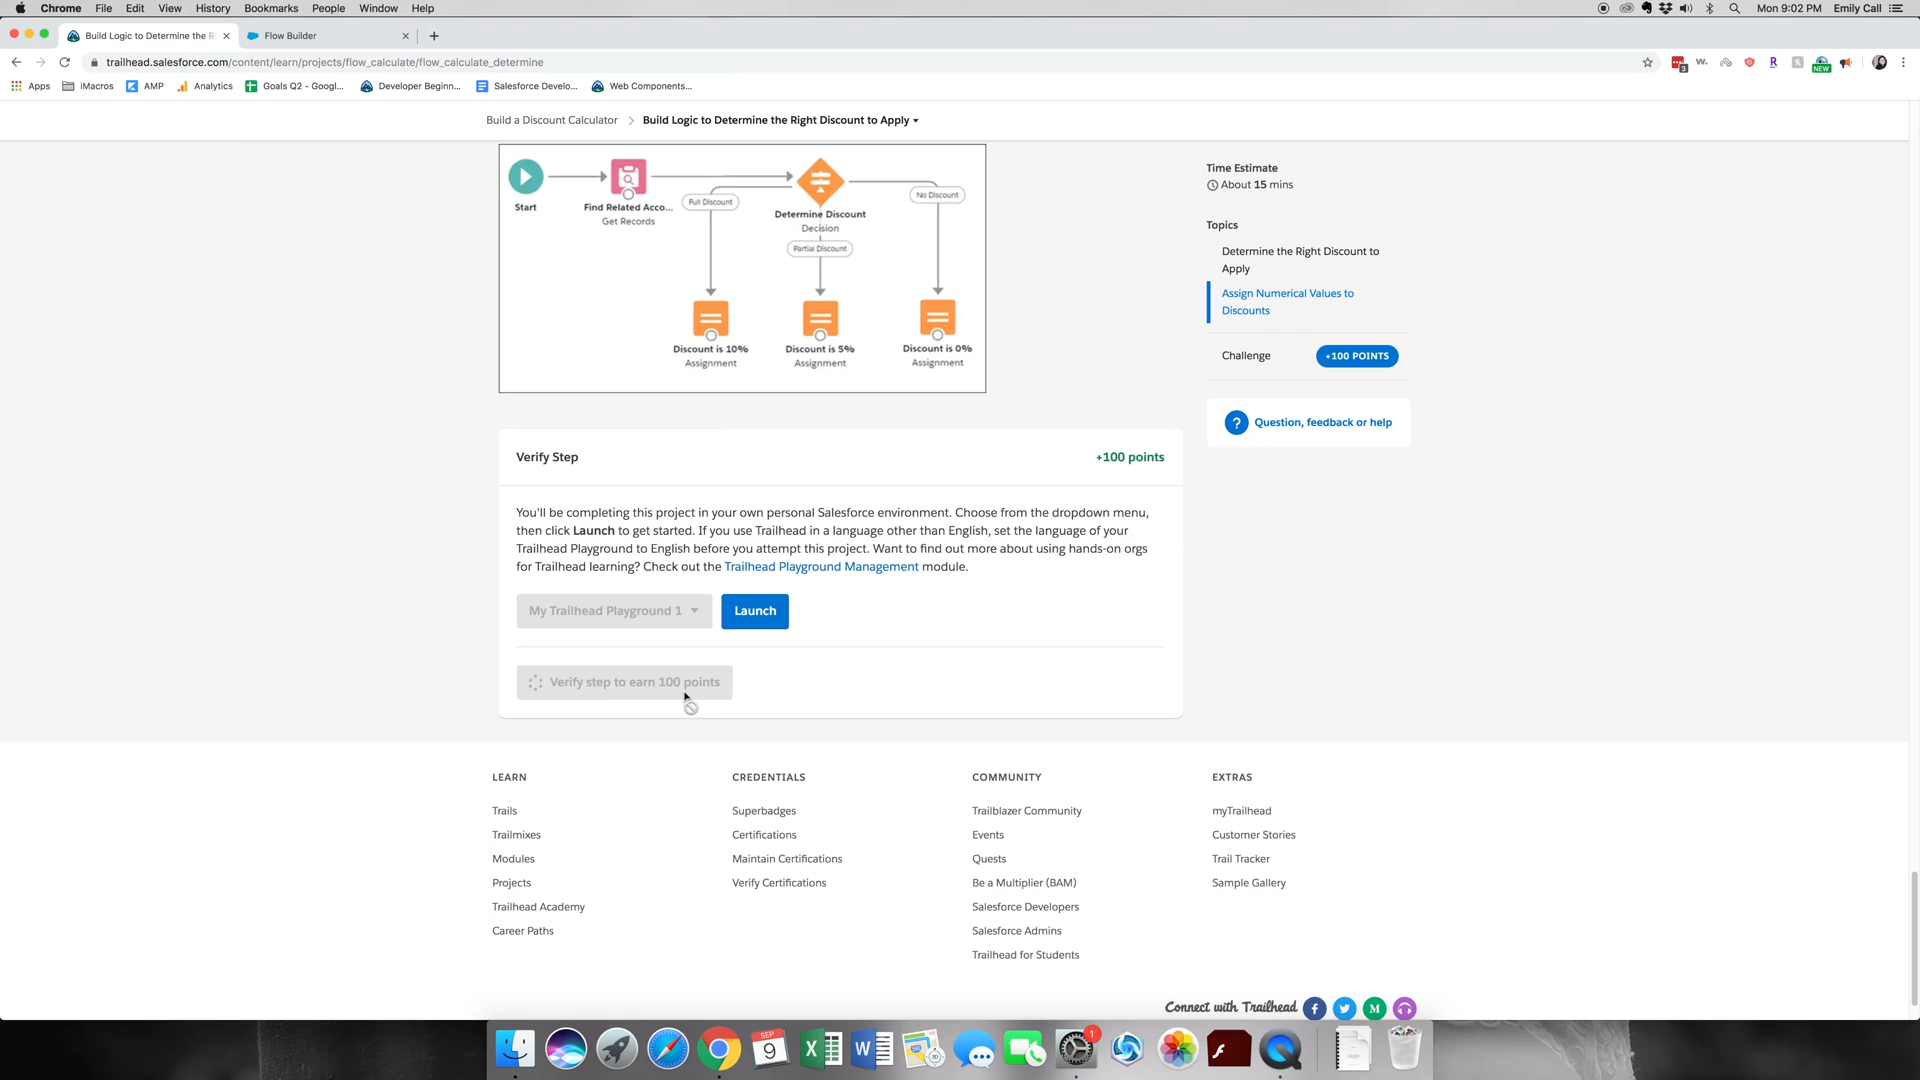 Chrome File Edit View History Bookmarks People Window Help
Mon 9:02 PM Emily Call
Build Logic to Determine the R
Flow Builder
trailhead.salesforce.com/content/learn/projects/flow_calculate/flow_calculate_determine
3
w.
R
NEW
Apps iMacros AMP Analytics Goals Q2 - Googl... Developer Beginn... Salesforce Develo... Web Components...
Build a Discount Calculator > Build Logic to Determine the Right Discount to Apply
Full Discount
No Discount
Start
Find Related Acco...
Get Records
Determine Discount
Decision
Partial Discount
Discount is 10%
Assignment
Discount is 5%
Assignment
Discount is 0%
Assignment
Time Estimate
About 15 mins
Topics
Determine the Right Discount to
Apply
Assign Numerical Values to
Discounts
Challenge
+100 POINTS
? Question, feedback or help
Verify Step
+100 points
You'll be completing this project in your own personal Salesforce environment. Choose from the dropdown menu,
then click Launch to get started. If you use Trailhead in a language other than English, set the language of your
Trailhead Playground to English before you attempt this project. Want to find out more about using hands-on orgs
for Trailhead learning? Check out the Trailhead Playground Management module.
My Trailhead Playground 1
Launch
Verify step to earn 100 points
LEARN
Trails
Trailmixes
Modules
Projects
Trailhead Academy
Career Paths
CREDENTIALS
Superbadges
Certifications
Maintain Certifications
Verify Certifications
COMMUNITY
Trailblazer Community
Events
Quests
Be a Multiplier (BAM)
Salesforce Developers
Salesforce Admins
Trailhead for Students
EXTRAS
myTrailhead
Customer Stories
Trail Tracker
Sample Gallery
Connect with Trailhead
SEP
9
1